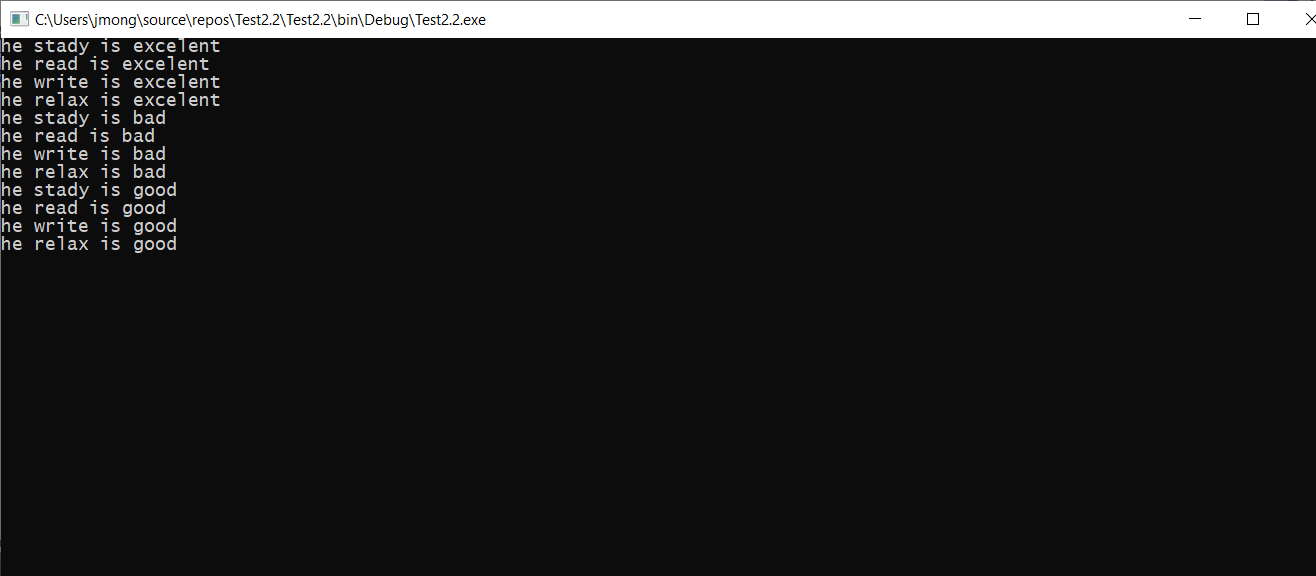 C:\Users\jmong\source\repos\Test2.2\Test2.2\bin\Debug\Test2.2.exe
he stady is excelent
he read is excelent
he write is excelent
he relax is excelent
he stady is bad
he read is bad
he write is bad
he relax is bad
he stady is good
he read is good
he write is good
he relax is good